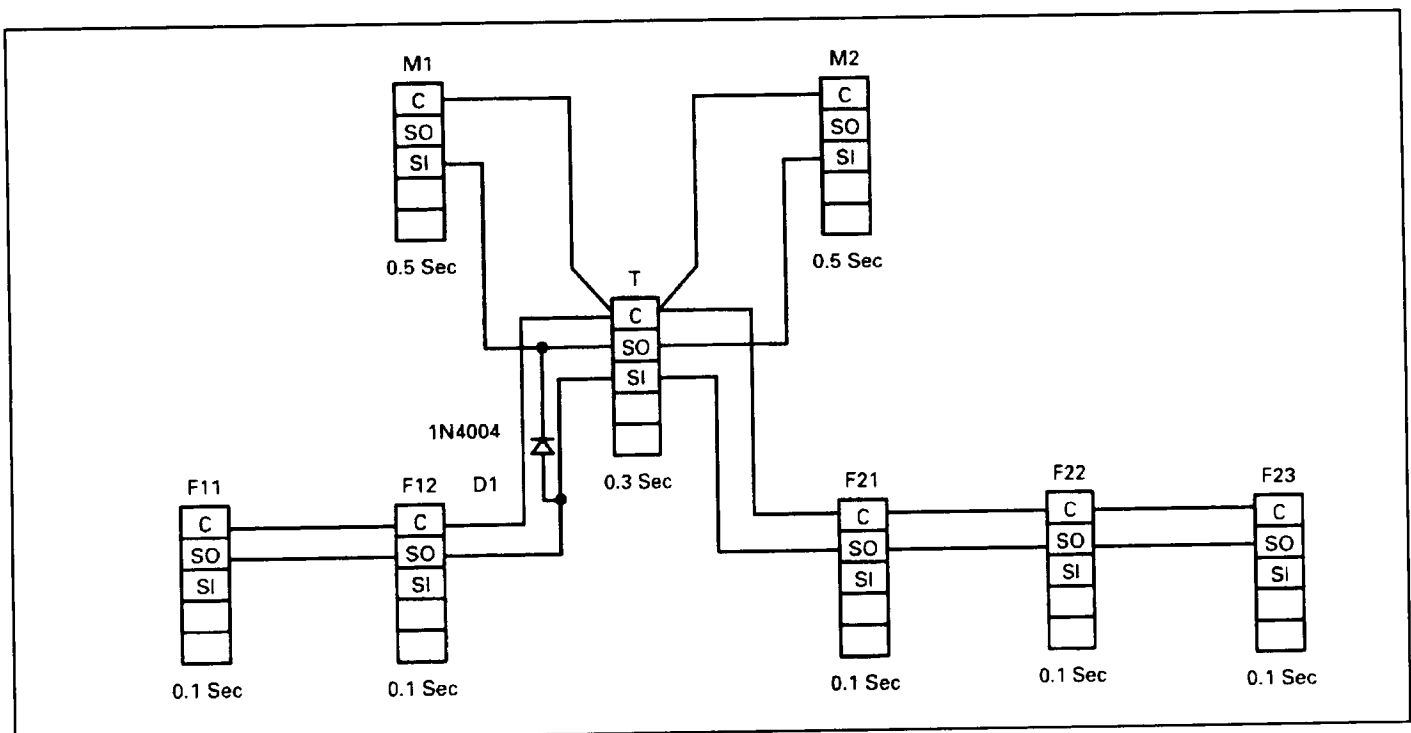 M1
C
SO
SI
0.5 Sec
M2
C
SO
SI
0.5 Sec
T
C
SO
SI
0.3 Sec
1N4004
D1
F11
C
SO
SI
0.1 Sec
F12
C
SO
SI
0.1 Sec
F21
C
SO
SI
0.1 Sec
F22
C
SO
SI
0.1 Sec
F23
C
SO
SI
0.1 Sec